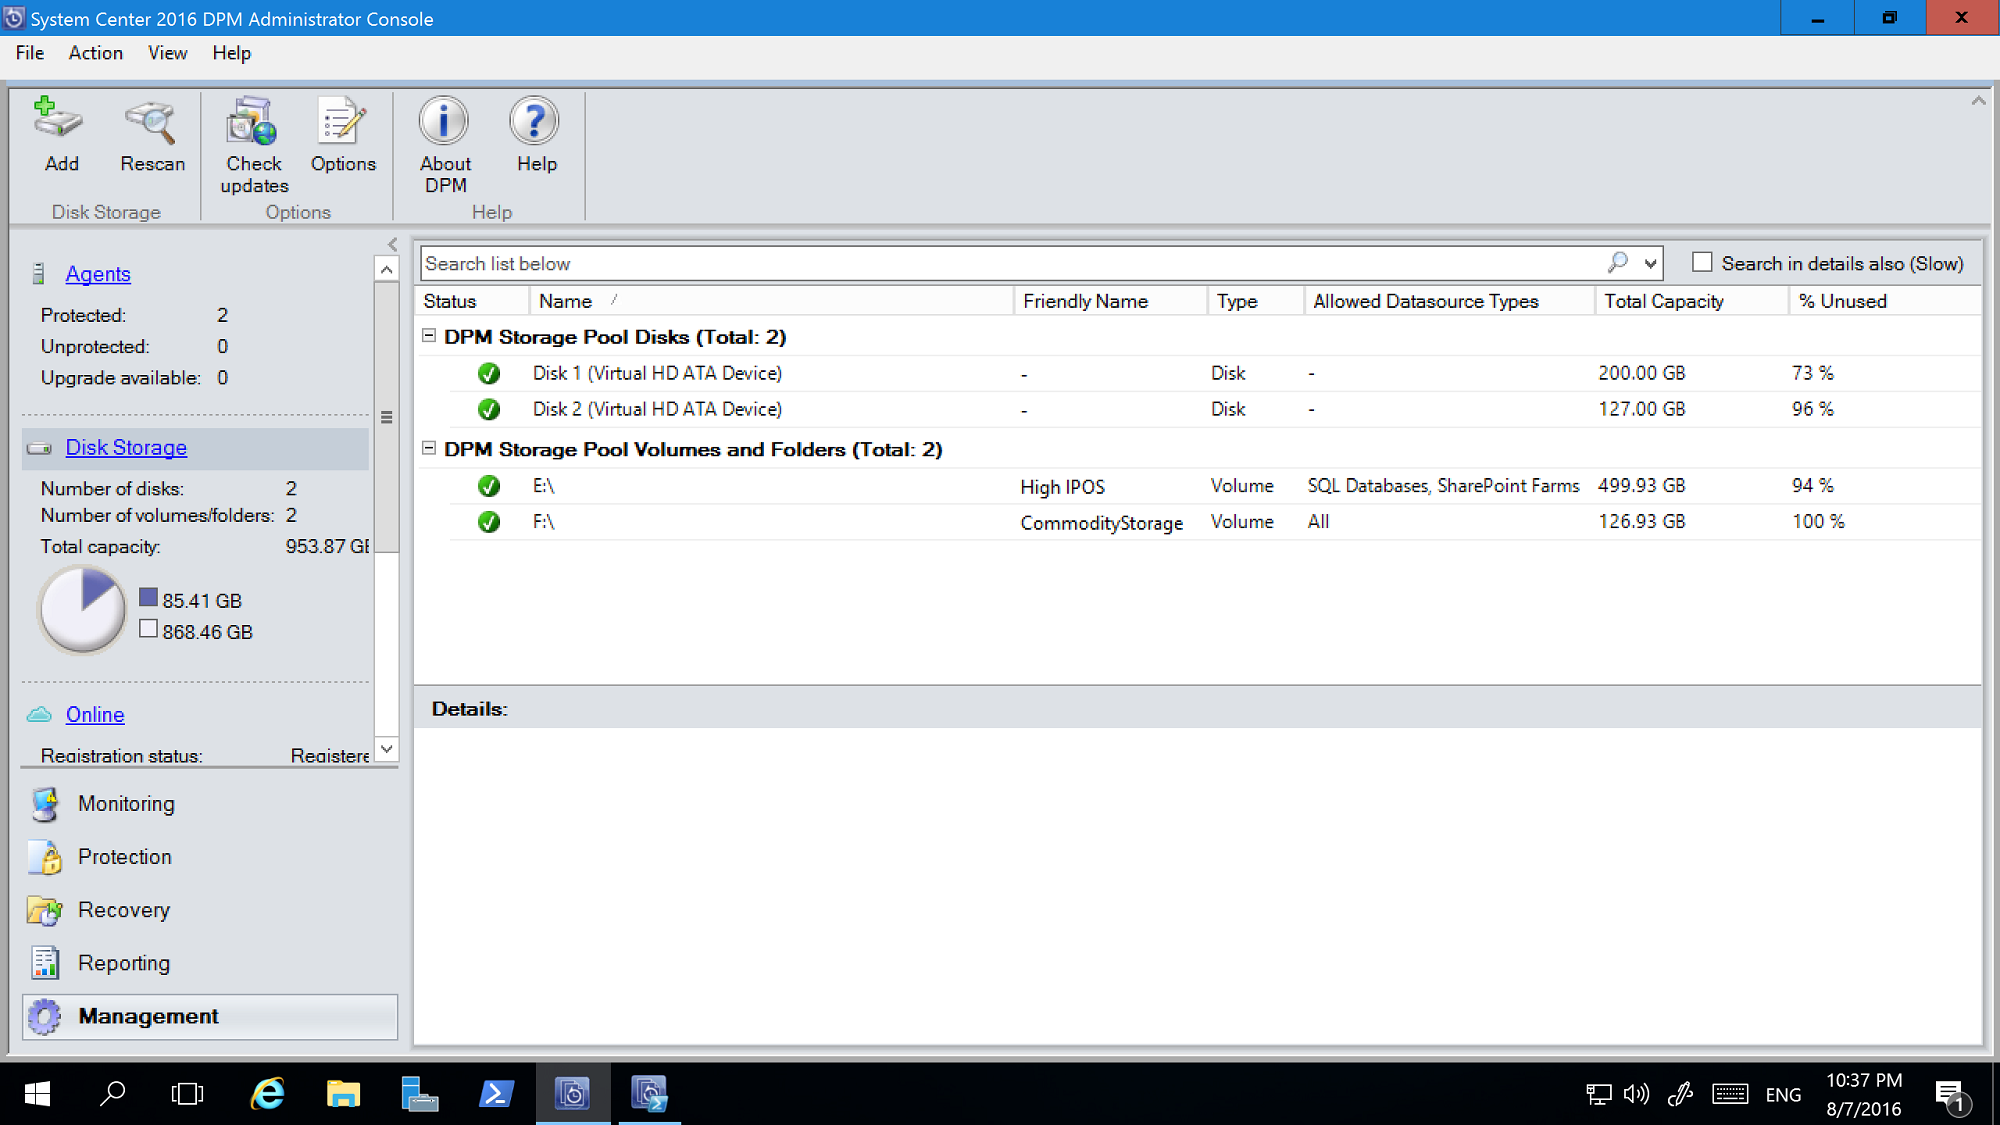 System Center 2016 DPM Administrator Console
File Action View Help
Add
Rescan
Check updates
Options
About DPM
Help
Disk Storage
Options
Help
Agents
Protected: 2
Unprotected: 0
Upgrade available: 0
Disk Storage
Number of disks: 2
Number of volumes/folders: 2
Total capacity: 953.87 GB
85.41 GB
868.46 GB
Online
Registration status: Registere
Monitoring
Protection
Recovery
Reporting
Management
Search list below
Search in details also (Slow)
Status Name Friendly Name Type Allowed Datasource Types Total Capacity % Unused
DPM Storage Pool Disks (Total: 2)
Disk 1 (Virtual HD ATA Device) - Disk - 200.00 GB 73 %
Disk 2 (Virtual HD ATA Device) - Disk - 127.00 GB 96 %
DPM Storage Pool Volumes and Folders (Total: 2)
E:\ High IPOS Volume SQL Databases, SharePoint Farms 499.93 GB 94 %
F:\ CommodityStorage Volume All 126.93 GB 100 %
Details:
ENG
10:37 PM
8/7/2016
1